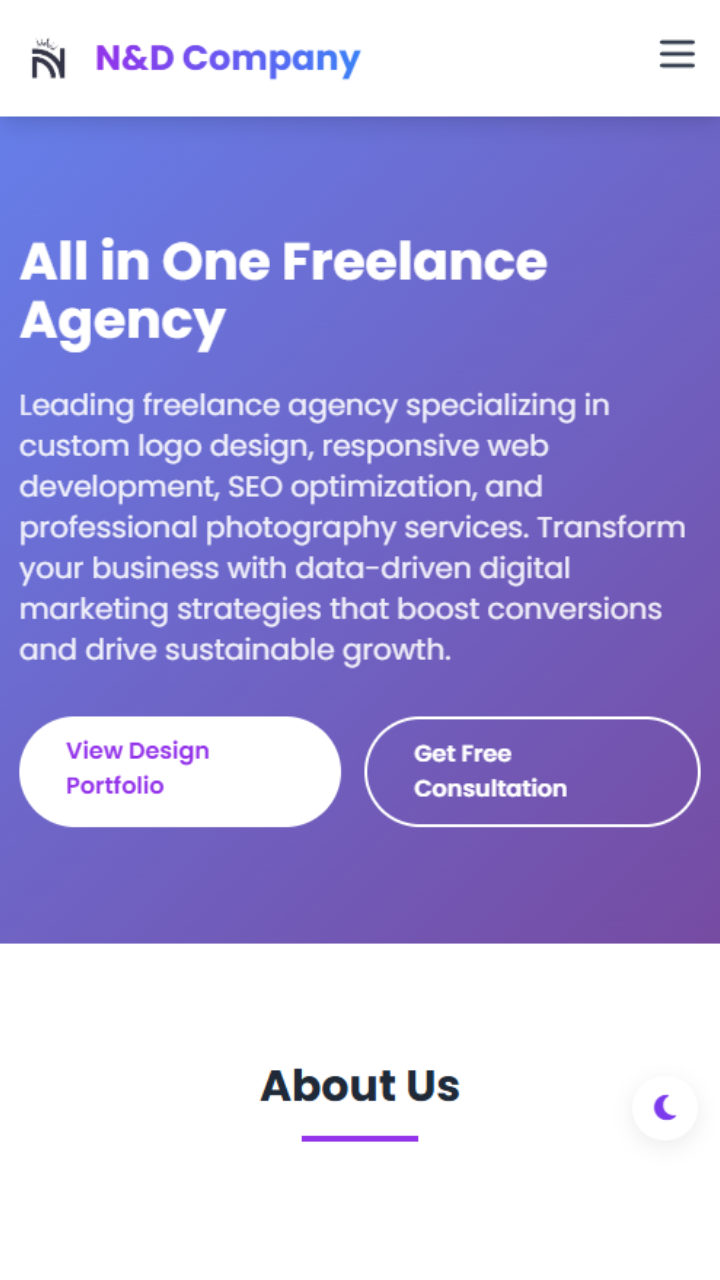 N&D Company
All in One Freelance
Agency
Leading freelance agency specializing in
custom logo design, responsive web
development, SEO optimization, and
professional photography services. Transform
your business with data-driven digital
marketing strategies that boost conversions
and drive sustainable growth.
View Design
Portfolio
Get Free
Consultation
About Us